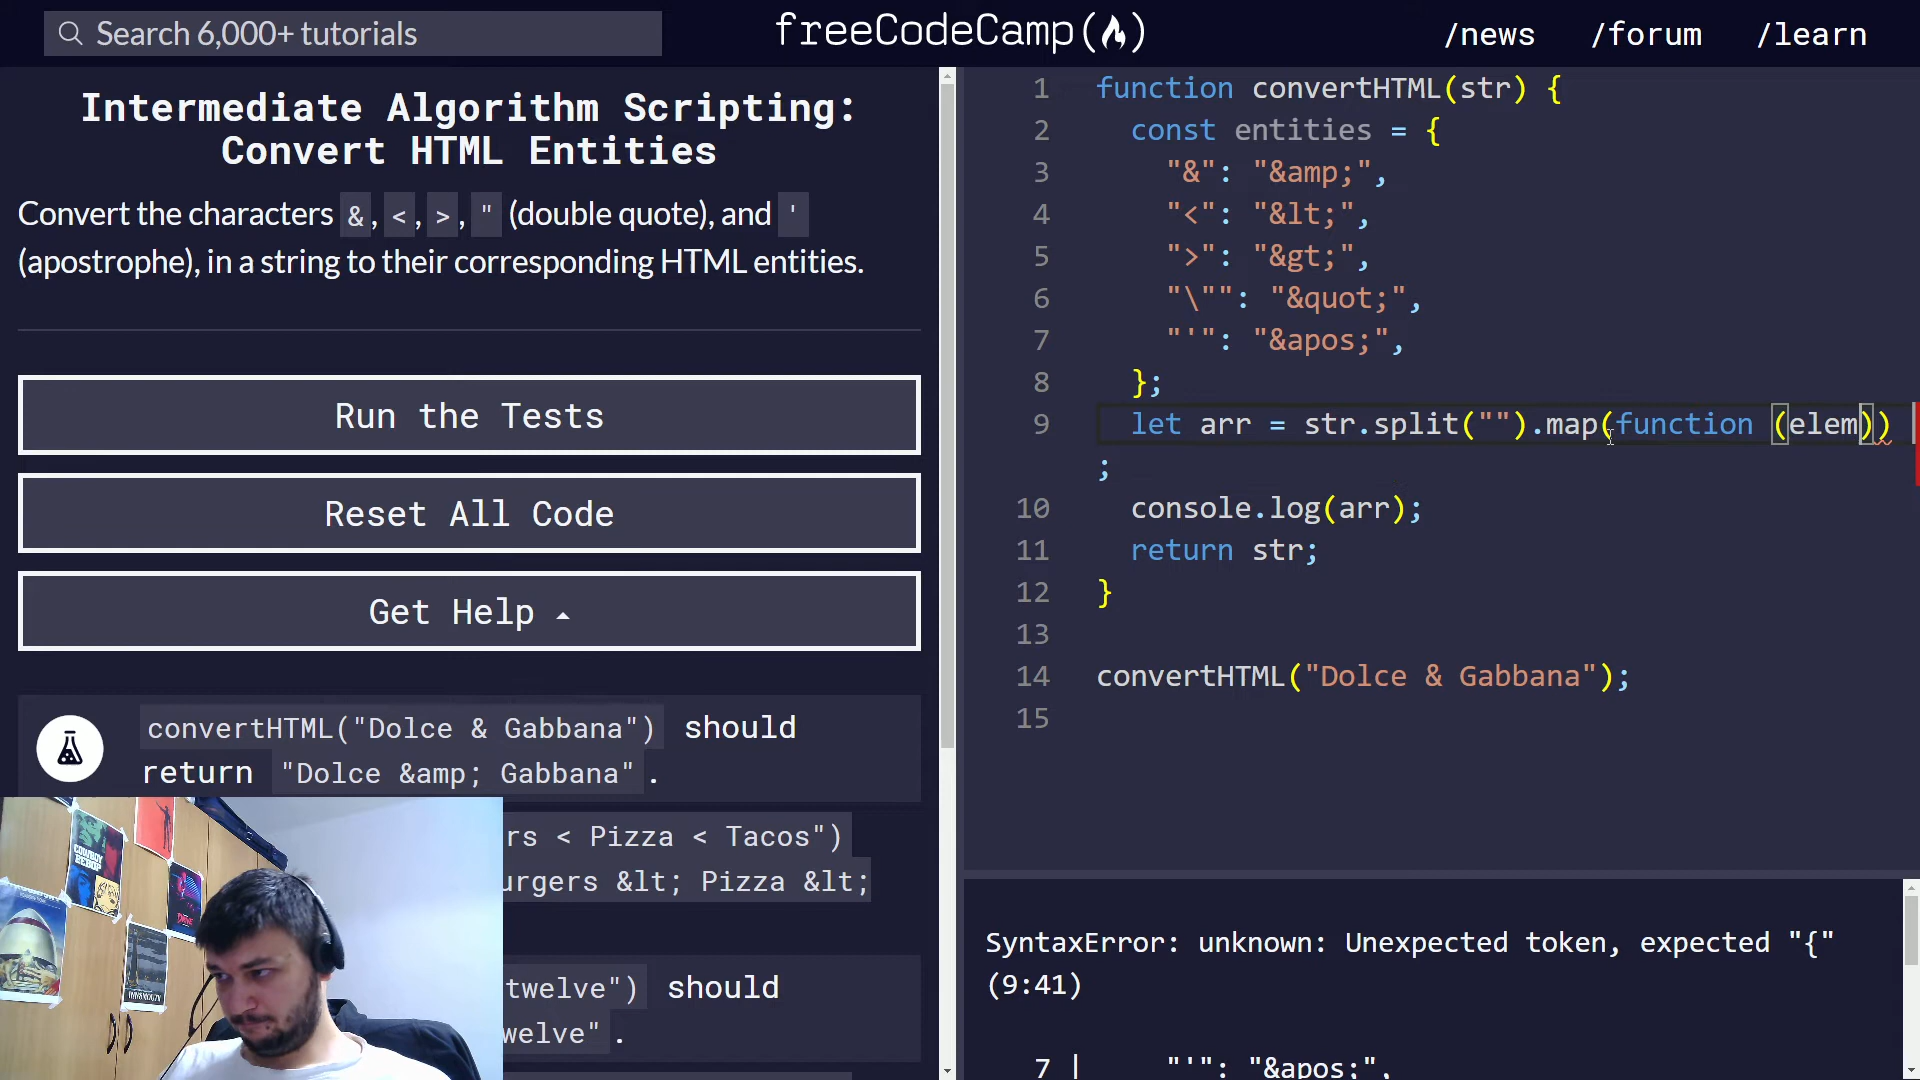 Search 6,000+ tutorials
freeCodeCamp
/news
/forum
/learn
Intermediate Algorithm Scripting:
Convert HTML Entities
Convert the characters &, <, >, " (double quote), and '
(apostrophe), in a string to their corresponding HTML entities.
Run the Tests
Reset All Code
Get Help
convertHTML("Dolce & Gabbana") should
return "Dolce &amp; Gabbana".
rs < Pizza < Tacos")
urgers &lt; Pizza &lt;
twelve") should
welve".
COWBOY
BEBOP
1 function convertHTML(str) {
2 const entities = {
3 "&": "&amp;",
4 "<": "&lt;",
5 ">": "&gt;",
6 "\"": "&quot;",
7 "'": "&apos;",
8 };
9 let arr = str.split("").map(function (elem))
;
10 console.log(arr);
11 return str;
12 }
13
14 convertHTML("Dolce & Gabbana");
15
SyntaxError: unknown: Unexpected token, expected "{"
(9:41)
7 | "'": "&apos;",